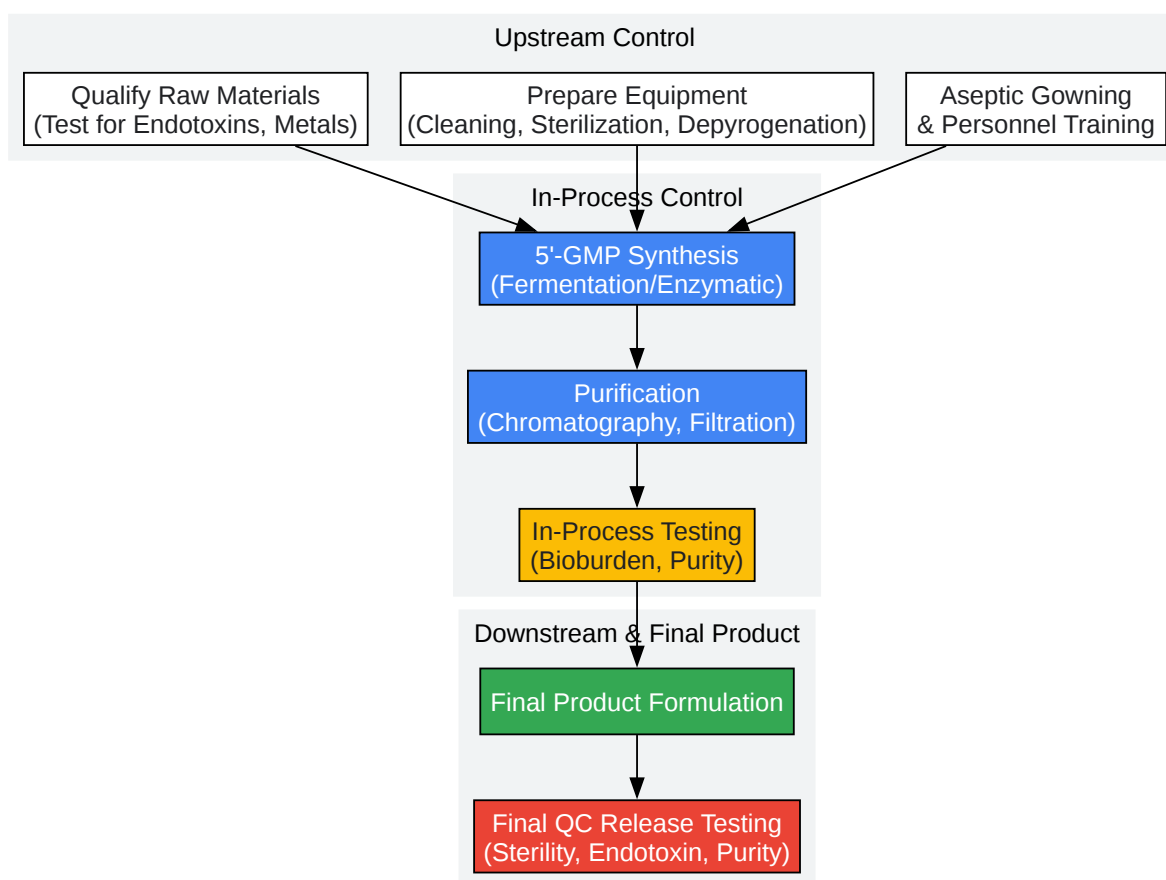 Upstream Control
Qualify Raw Materials
(Test for Endotoxins, Metals)
Prepare Equipment
(Cleaning, Sterilization, Depyrogenation)
Aseptic Gowning
& Personnel Training
In-Process Control
5'-GMP Synthesis
(Fermentation/Enzymatic)
Purification
(Chromatography, Filtration)
In-Process Testing
(Bioburden, Purity)
Downstream & Final Product
Final Product Formulation
Final QC Release Testing
(Sterility, Endotoxin, Purity)